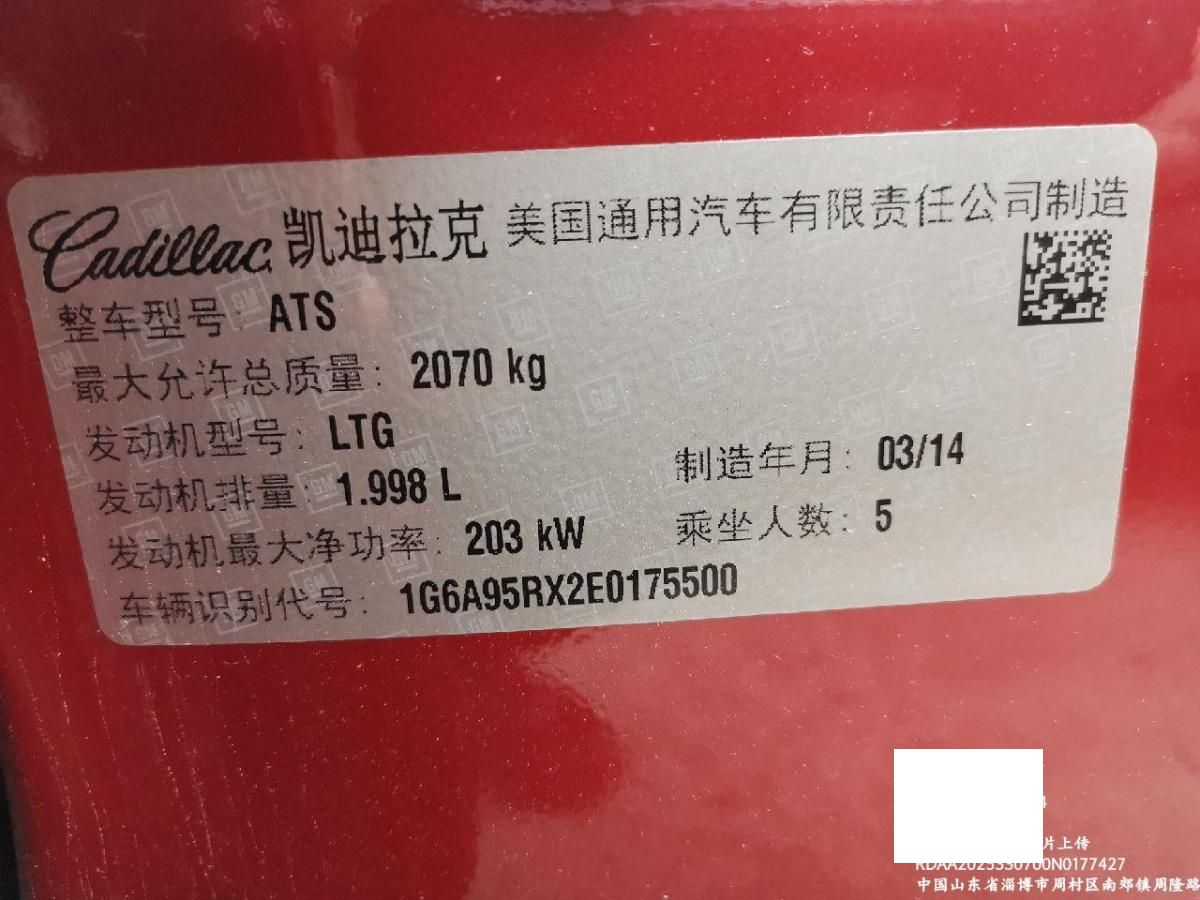 Cadillac 凯迪拉克 美国通用汽车有限责任公司制造
整车型号: ATS
最大允许总质量: 2070 kg
发动机型号: LTG
发动机排量: 1.998 L
制造年月: 03/14
发动机最大净功率: 203 kW
乘坐人数: 5
车辆识别代号: 1G6A95RX2E0175500
片上传
RDAA2025330700N0177427
中国山东省淄博市周村区南郊镇周隆路